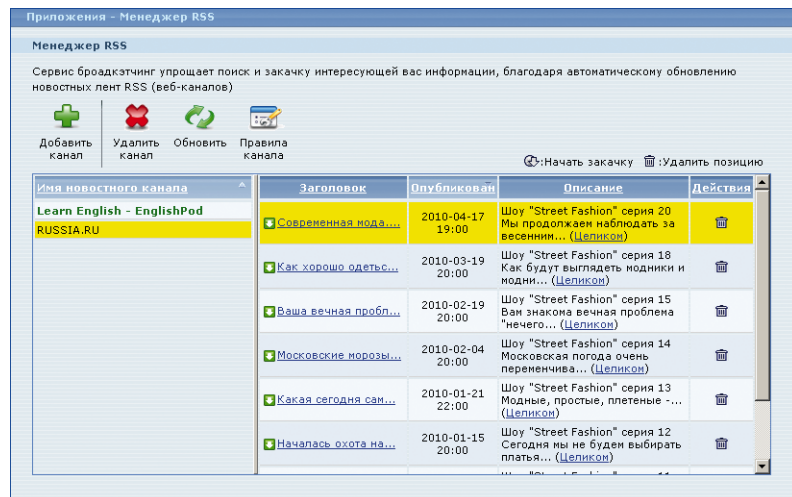 Приложения - Менеджер RSS
Менеджер RSS
Сервис броадкэтчинг упрощает поиск и закачку интересующей вас информации, благодаря автоматическому обновлению
новостных лент RSS (веб-каналов)
Добавить канал
Удалить канал
Обновить
Правила канала
:Начать закачку :Удалить позицию
Имя новостного канала
Learn English - EnglishPod
RUSSIA.RU
Заголовок Опубликован Описание Действия
Современная мода....
2010-04-17
19:00
Шоу "Street Fashion" серия 20
Мы продолжаем наблюдать за
весенним... (Целиком)
Как хорошо одетьс...
2010-03-19
20:00
Шоу "Street Fashion" серия 18
Как будут выглядеть модники и
модни... (Целиком)
Ваша вечная пробл...
2010-02-19
20:00
Шоу "Street Fashion" серия 15
Вам знакома вечная проблема
"нечего... (Целиком)
Московские морозы...
2010-02-04
20:00
Шоу "Street Fashion" серия 14
Московская погода очень
переменчива... (Целиком)
Какая сегодня сам...
2010-01-21
22:00
Шоу "Street Fashion" серия 13
Модные, простые, плетеные -...
(Целиком)
Началась охота на...
2010-01-15
20:00
Шоу "Street Fashion" серия 12
Сегодня мы не будем выбирать
платья... (Целиком)